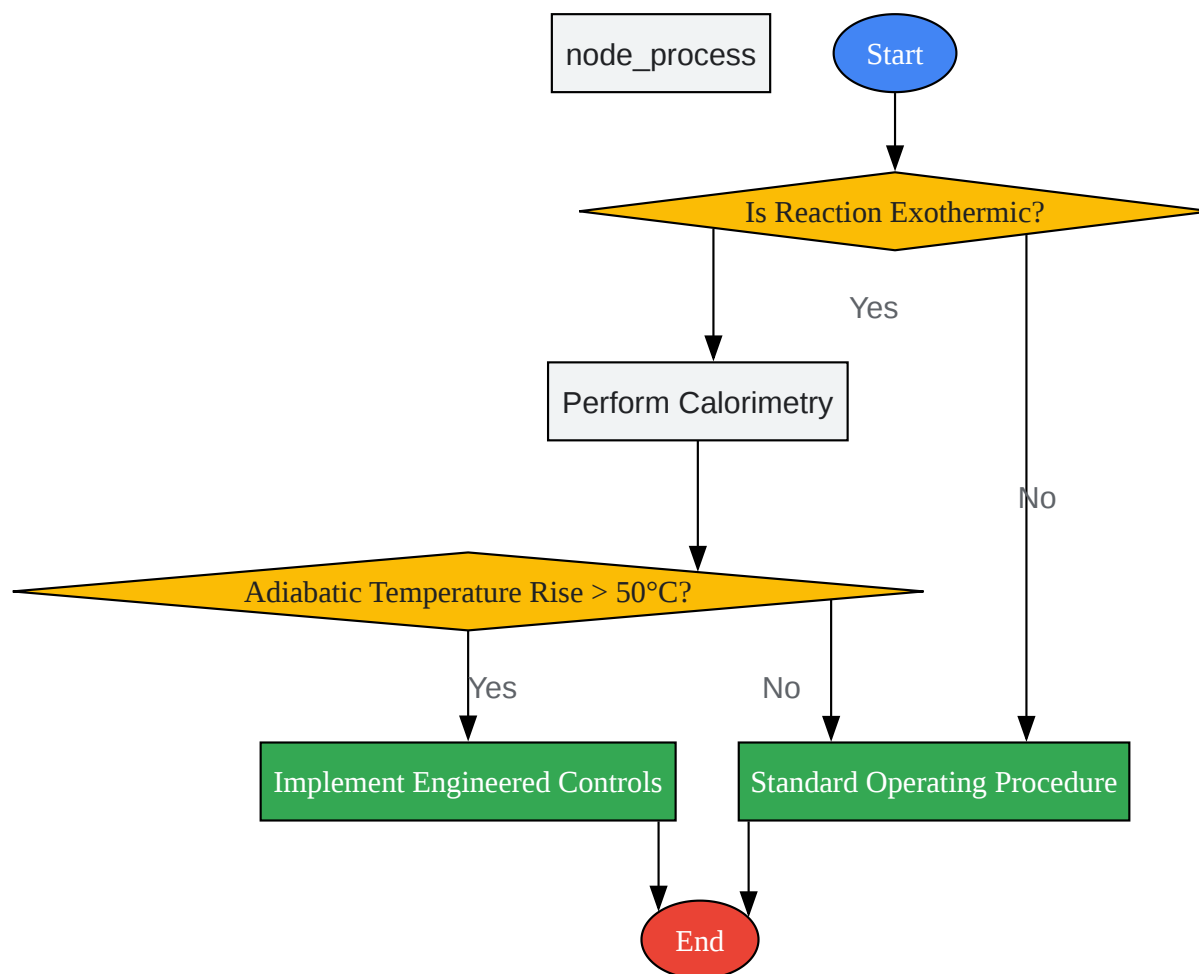 node_process
Start
Is Reaction Exothermic?
Yes
Perform Calorimetry
No
Adiabatic Temperature Rise > 50°C?
Yes
No
Implement Engineered Controls
Standard Operating Procedure
End